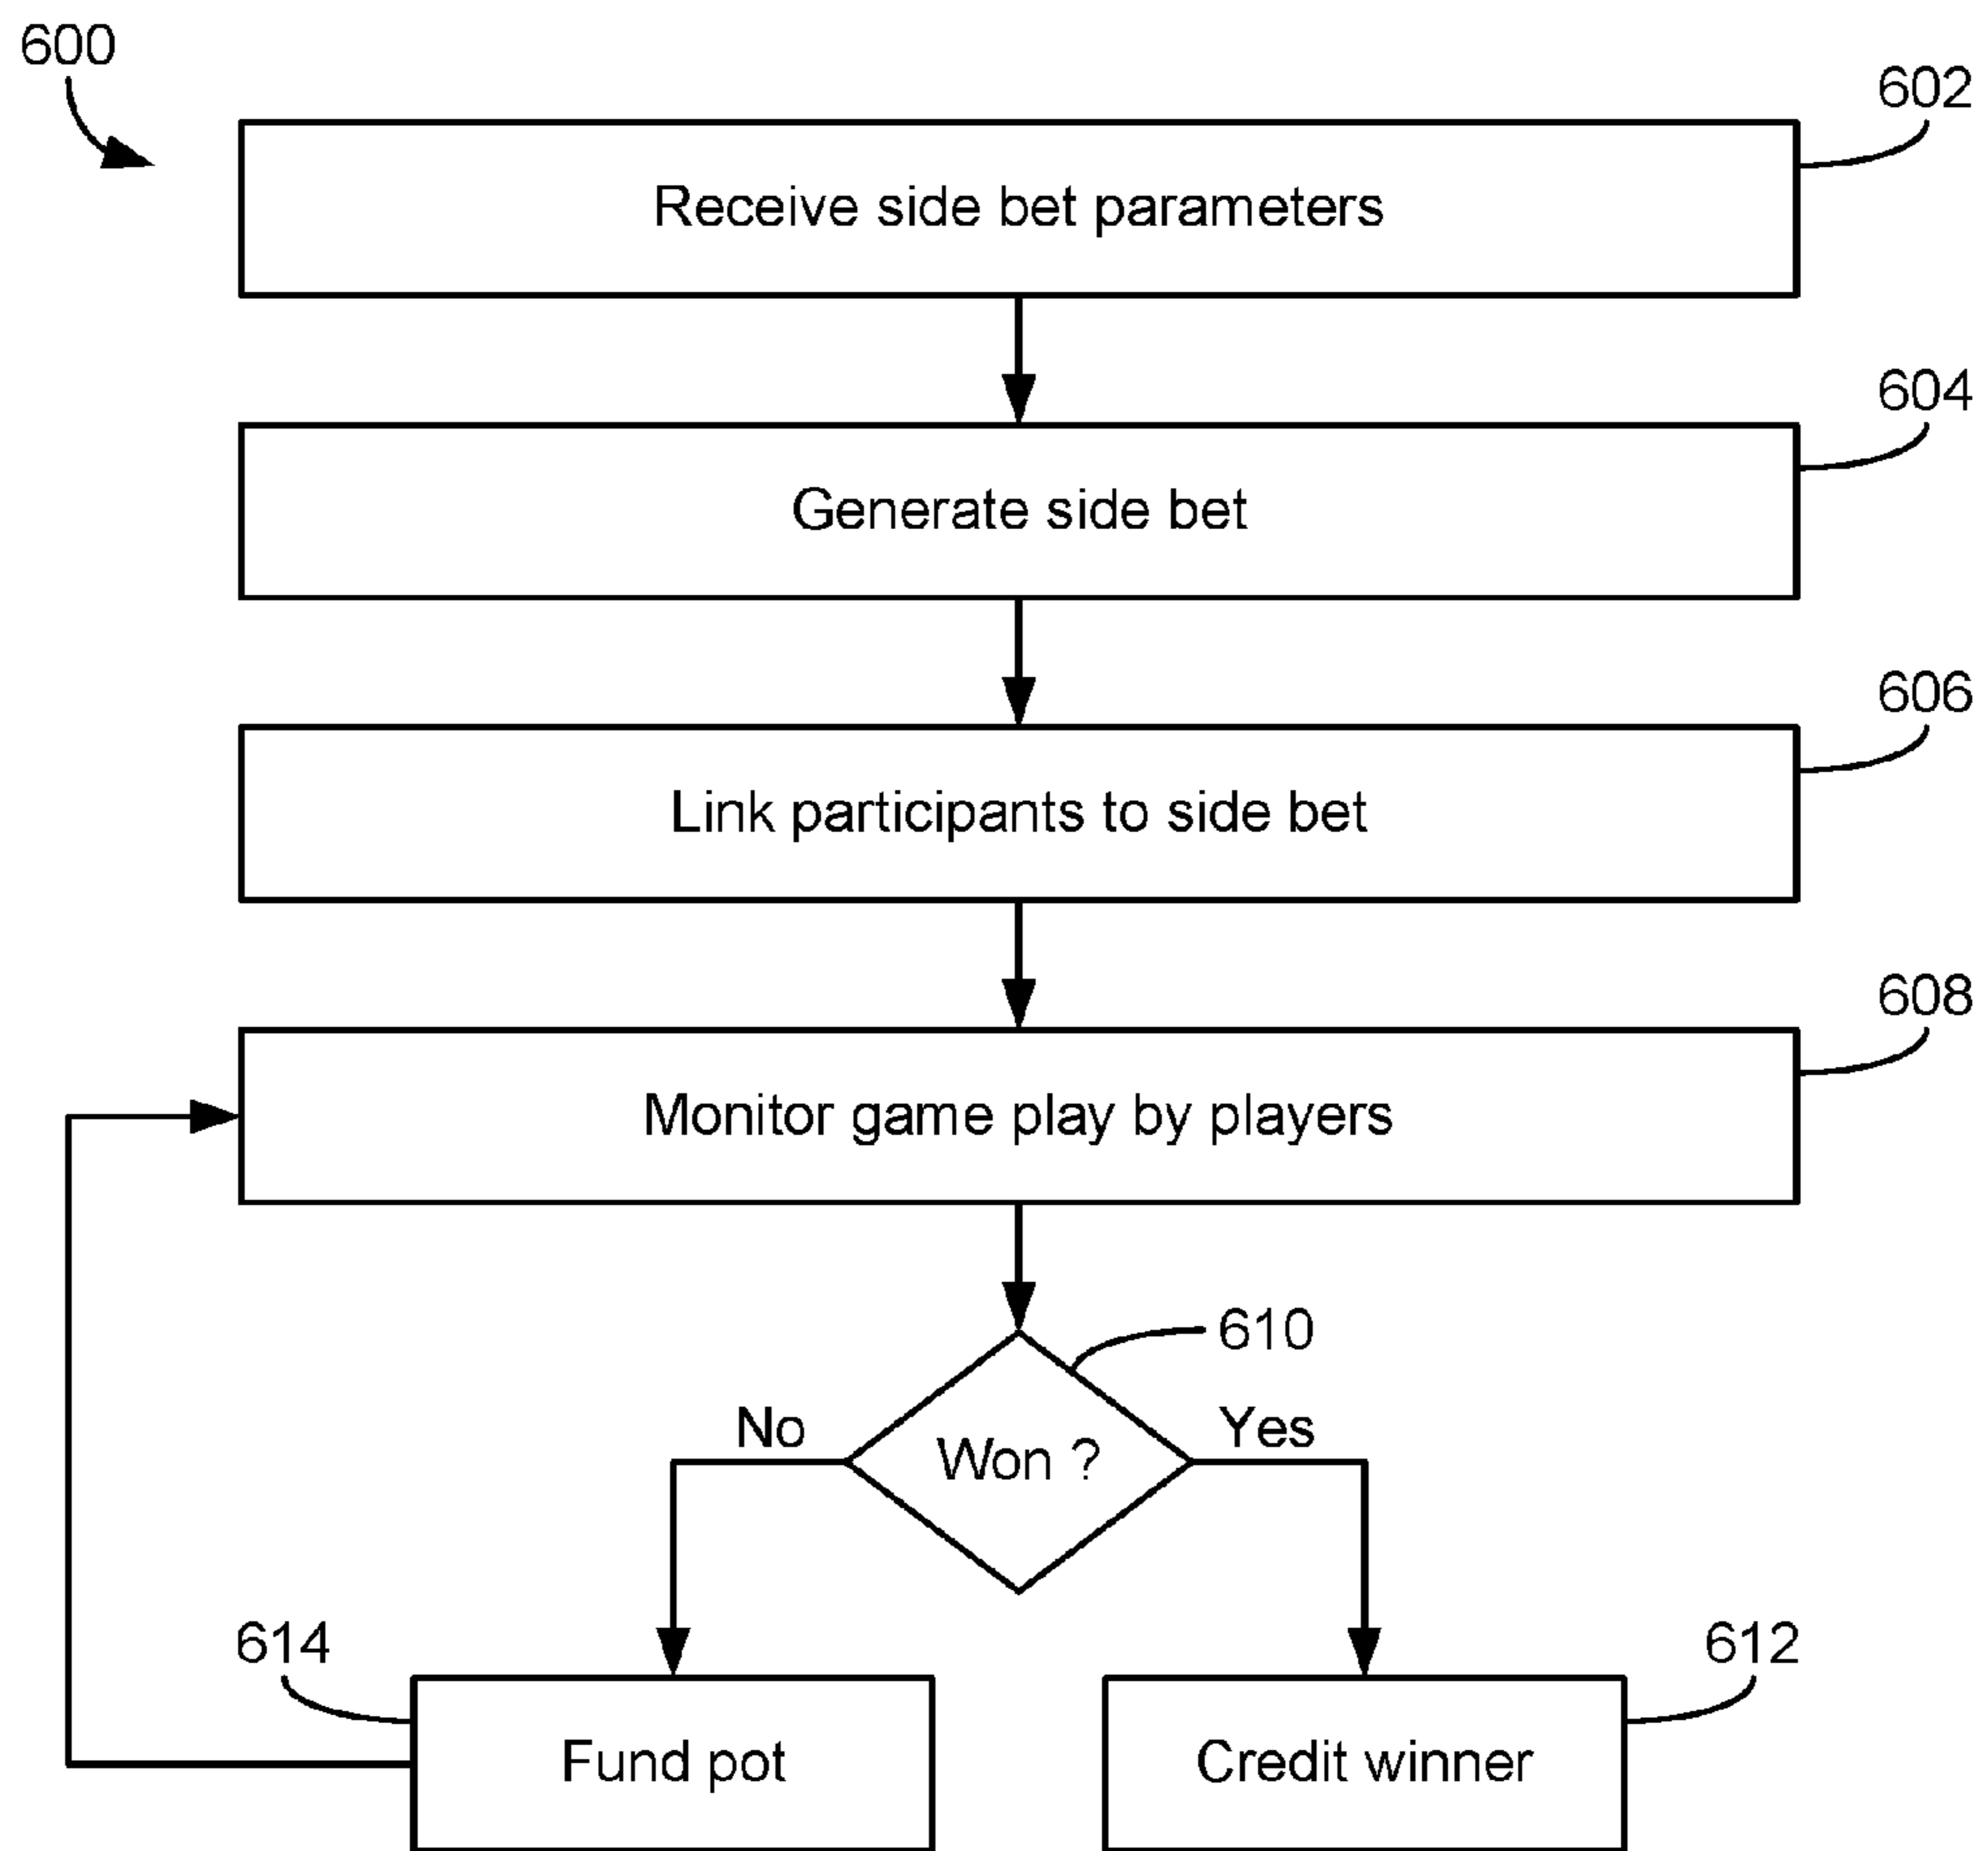 600
602
Receive side bet parameters
604
Generate side bet
606
Link participants to side bet
608
Monitor game play by players
610
No
Won ?
Yes
614
612
Fund pot
Credit winner